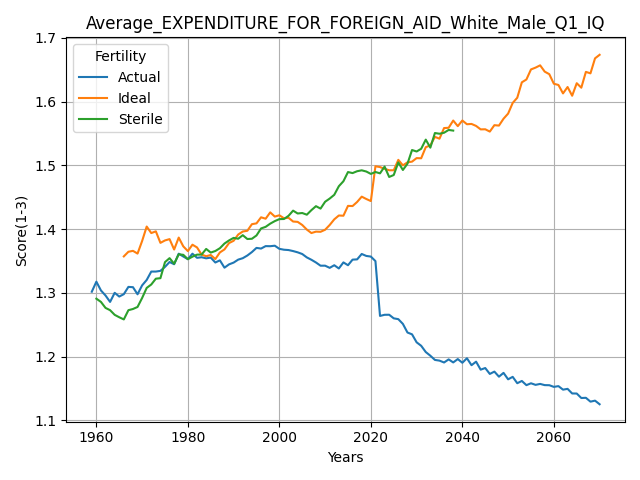 Average_EXPENDITURE_FOR_FOREIGN_AID_White_Male_Q1_IQ
Fertility
Actual
Ideal
Sterile
Score(1-3)
1.7
1.6
1.5
1.4
1.3
1.2
1.1
1960
1980
2000
2020
2040
2060
Years